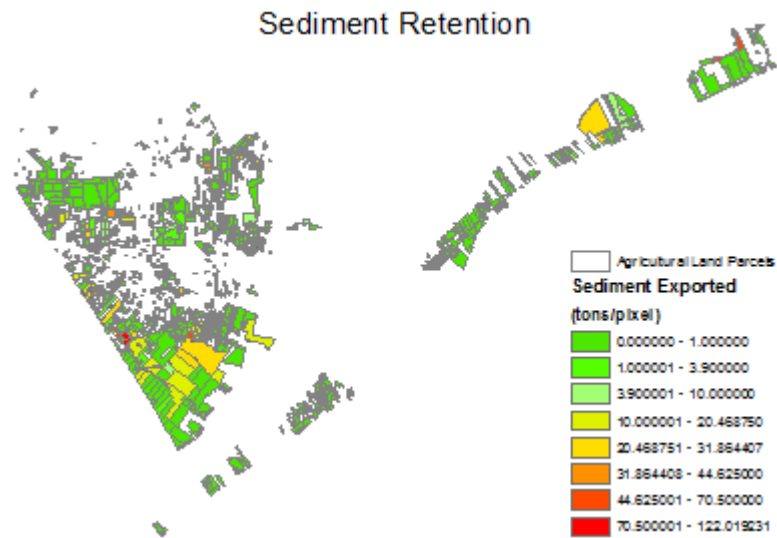 Sediment Retention
Agricultural Land Parcels
Sediment Exported
(tons/pixel)
0.000000 - 1.000000
1.000001 - 3.900000
3.900001 - 10.000000
10.000001 - 20.468750
20.468751 - 31.864407
31.864408 - 44.625000
44.625001 - 70.500000
70.500001 - 122.019231